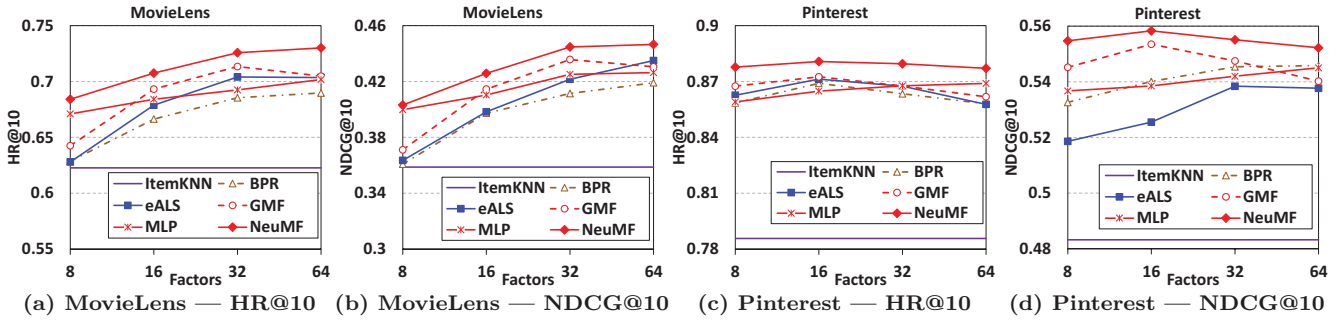 MovieLens
0.75
0.7
0.65
0.6
0.55
HR@10
ItemKNN
BPR
eALS
GMF
MLP
NeuMF
8
16
32
64
Factors
(a) MovieLens — HR@10
MovieLens
0.46
0.42
0.38
0.34
0.3
NDCG@10
ItemKNN
BPR
eALS
GMF
MLP
NeuMF
8
16
32
64
Factors
(b) MovieLens — NDCG@10
Pinterest
0.9
0.87
0.84
0.81
0.78
HR@10
ItemKNN
BPR
eALS
GMF
MLP
NeuMF
8
16
32
64
Factors
(c) Pinterest — HR@10
Pinterest
0.56
0.54
0.52
0.5
0.48
NDCG@10
ItemKNN
BPR
eALS
GMF
MLP
NeuMF
8
16
32
64
Factors
(d) Pinterest — NDCG@10